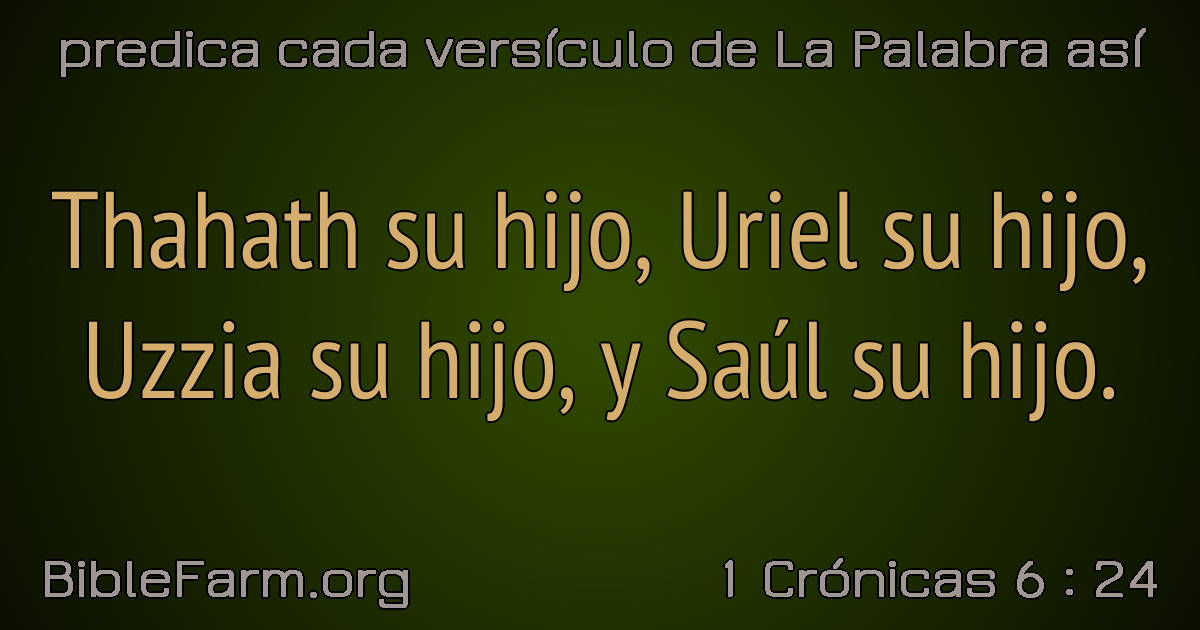 predica cada versículo de La Palabra así
Thahath su hijo, Uriel su hijo,
Uzzia su hijo, y Saúl su hijo.
BibleFarm.org
1 Crónicas 6 : 24